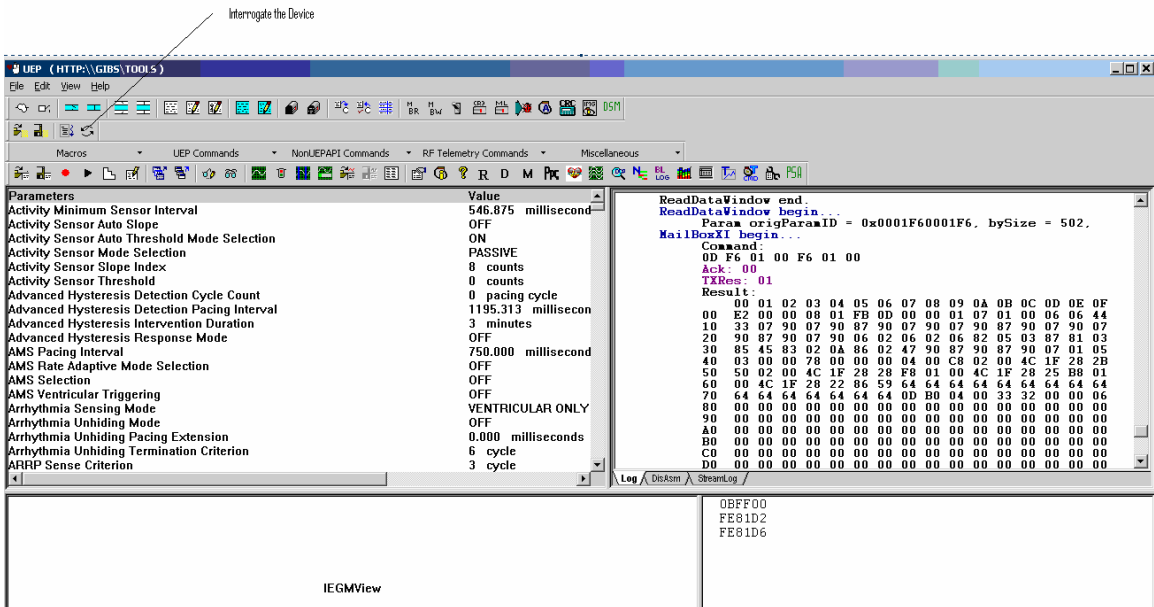 Interrogate the Device
UEP ( HTTP:\\GIBS\TOOLS )
File Edit View Help
BR BW CRC DSM
Macros UEP Commands NonUEPAPI Commands RF Telemetry Commands Miscellaneous
R D M PRC BL LOG CMD PSA
Parameters Value
Activity Minimum Sensor Interval 546.875 millisecond
Activity Sensor Auto Slope OFF
Activity Sensor Auto Threshold Mode Selection ON
Activity Sensor Mode Selection PASSIVE
Activity Sensor Slope Index 8 counts
Activity Sensor Threshold 0 counts
Advanced Hysteresis Detection Cycle Count 0 pacing cycle
Advanced Hysteresis Detection Pacing Interval 1195.313 millisecon
Advanced Hysteresis Intervention Duration 3 minutes
Advanced Hysteresis Response Mode OFF
AMS Pacing Interval 750.000 millisecond
AMS Rate Adaptive Mode Selection OFF
AMS Selection OFF
AMS Ventricular Triggering OFF
Arrhythmia Sensing Mode VENTRICULAR ONLY
Arrhythmia Unhiding Mode OFF
Arrhythmia Unhiding Pacing Extension 0.000 milliseconds
Arrhythmia Unhiding Termination Criterion 6 cycle
ARRP Sense Criterion 3 cycle
ReadDataWindow end.
ReadDataWindow begin...
Param origParamID = 0x0001F60001F6, bySize = 502,
MailBoxXI begin...
Command:
0D F6 01 00 F6 01 00
Ack: 00
TXRes: 01
Result:
00 01 02 03 04 05 06 07 08 09 0A 0B 0C 0D 0E 0F
00 E2 00 00 08 01 FB 0D 00 00 01 07 01 00 06 06 44
10 33 07 90 07 90 87 90 07 90 07 90 87 90 07 90 07
20 90 87 90 07 90 06 02 06 02 06 82 05 03 87 81 03
30 85 45 83 02 0A 86 02 47 90 87 90 87 90 07 01 05
40 03 00 00 78 00 00 00 04 00 C8 02 00 4C 1F 28 2B
50 50 02 00 4C 1F 28 28 F8 01 00 4C 1F 28 25 B8 01
60 00 4C 1F 28 22 86 59 64 64 64 64 64 64 64 64 64
70 64 64 64 64 64 64 64 0D B0 04 00 33 32 00 00 06
80 00 00 00 00 00 00 00 00 00 00 00 00 00 00 00 00
90 00 00 00 00 00 00 00 00 00 00 00 00 00 00 00 00
A0 00 00 00 00 00 00 00 00 00 00 00 00 00 00 00 00
B0 00 00 00 00 00 00 00 00 00 00 00 00 00 00 00 00
C0 00 00 00 00 00 00 00 00 00 00 00 00 00 00 00 00
D0 00 00 00 00 00 00 00 00 00 00 00 00 00 00 00 00
Log DisAsm StreamLog
IEGMView
0BFF00
FE81D2
FE81D6